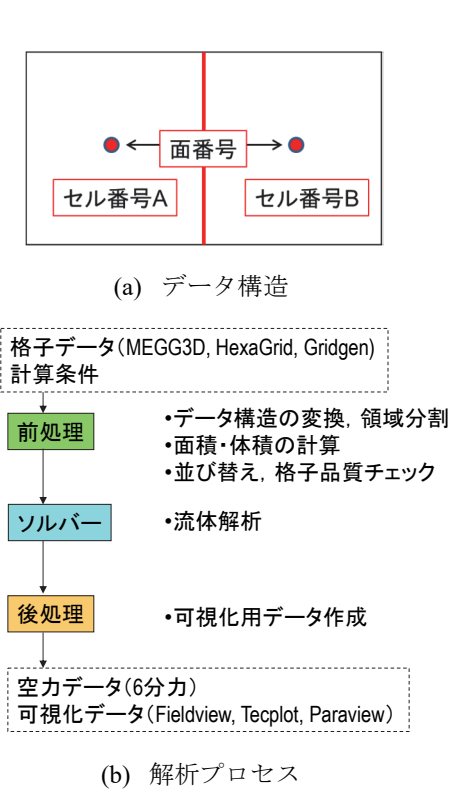 面番号
セル番号A
セル番号B
(a) データ構造
格子データ(MEGG3D, HexaGrid, Gridgen)
計算条件
前処理
•データ構造の変換，領域分割
•面積・体積の計算
•並び替え，格子品質チェック
ソルバー
•流体解析
後処理
•可視化用データ作成
空力データ(6分力)
可視化データ(Fieldview, Tecplot, Paraview)
(b) 解析プロセス